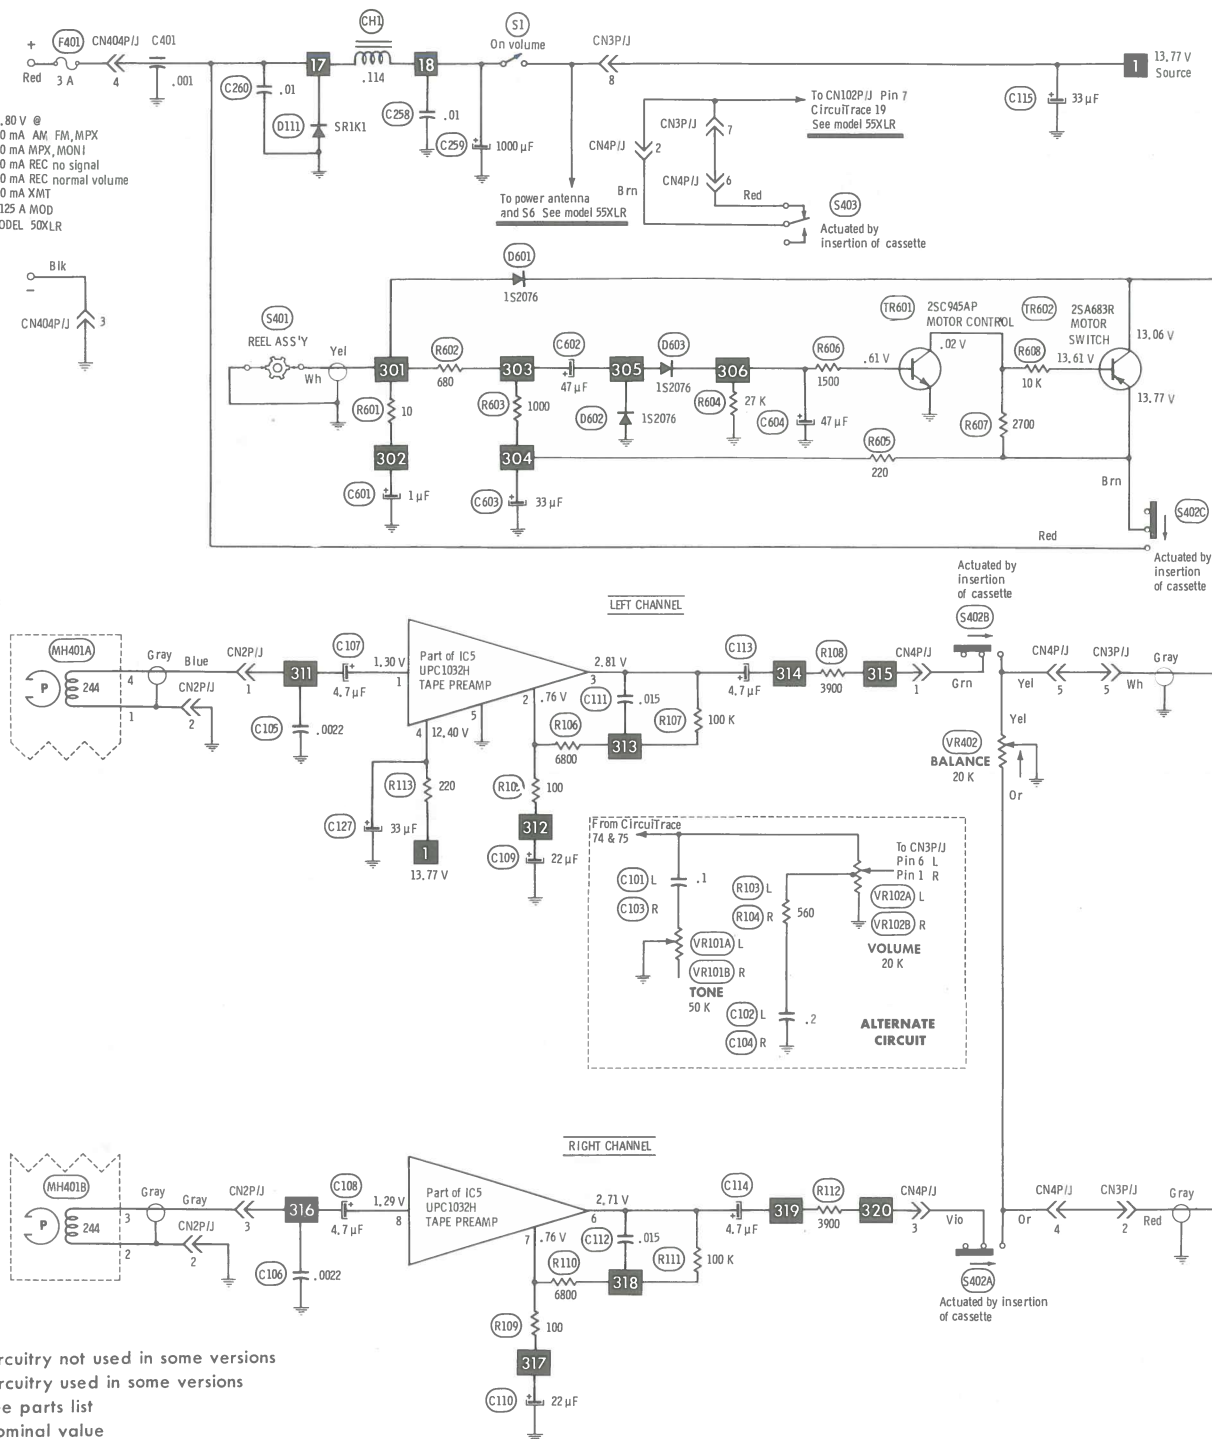 CH1
S1
On volume
F401
CN404P/J
C401
CN3P/J
+
Red
3 A
4
.001
17
.114
18
8
1
13.77 V
Source
C260
.01
D111
SR1K1
C258
.01
C259
1000 µF
C115
33 µF
To CN102P/J Pin 7
CircuiTrace 19
See model 55XLR
CN3P/J
7
CN4P/J
2
CN4P/J
6
Brn
Red
S403
Actuated by
insertion of cassette
To power antenna
and S6 See model 55XLR
.80 V @
0 mA AM FM, MPX
0 mA MPX, MONI
0 mA REC no signal
0 mA REC normal volume
0 mA XMT
125 A MOD
ODEL 50XLR
Blk
−
CN404P/J
3
D601
1S2076
S401
REEL ASS'Y
Yel
Wh
301
R602
680
303
C602
47 µF
305
D603
1S2076
306
R606
1500
.61 V
TR601
2SC945AP
MOTOR CONTROL
.02 V
TR602
2SA683R
MOTOR
SWITCH
13.06 V
R608
13.61 V
10 K
13.77 V
R601
10
R603
1000
D602
1S2076
R604
27 K
C604
47 µF
R607
2700
302
304
R605
220
C601
1 µF
C603
33 µF
Brn
S402C
Red
Actuated by
insertion
of cassette
Actuated by
insertion
of cassette
S402B
LEFT CHANNEL
MH401A
P
244
4
1
Gray
Blue
CN2P/J
1
CN2P/J
2
311
C107
4.7 µF
C105
.0022
1.30 V
1
Part of IC5
UPC1032H
TAPE PREAMP
2.81 V
3
2
.76 V
5
4
12.40 V
C111
.015
R106
6800
313
R107
100 K
C113
4.7 µF
314
R108
3900
315
CN4P/J
1
Grn
Yel
CN4P/J
5
CN3P/J
5
Wh
Gray
Yel
VR402
BALANCE
20 K
Or
R113
220
100
C127
33 µF
1
13.77 V
312
C109
22 µF
From CircuiTrace
74 & 75
C101 L
C103 R
.1
VR101A L
VR101B R
TONE
50 K
R103 L
R104 R
560
To CN3P/J
Pin 6 L
Pin 1 R
VR102A L
VR102B R
VOLUME
20 K
C102 L
C104 R
.2
ALTERNATE
CIRCUIT
RIGHT CHANNEL
MH401B
P
244
3
2
Gray
Gray
CN2P/J
3
CN2P/J
2
316
C108
4.7 µF
C106
.0022
1.29 V
8
Part of IC5
UPC1032H
TAPE PREAMP
2.71 V
6
7
.76 V
C112
.015
R110
6800
318
R111
100 K
C114
4.7 µF
319
R112
3900
320
CN4P/J
3
Vio
Or
CN4P/J
4
CN3P/J
2
Red
Gray
S402A
Actuated by insertion
of cassette
R109
100
317
C110
22 µF
rcuitry not used in some versions
rcuitry used in some versions
e parts list
ominal value